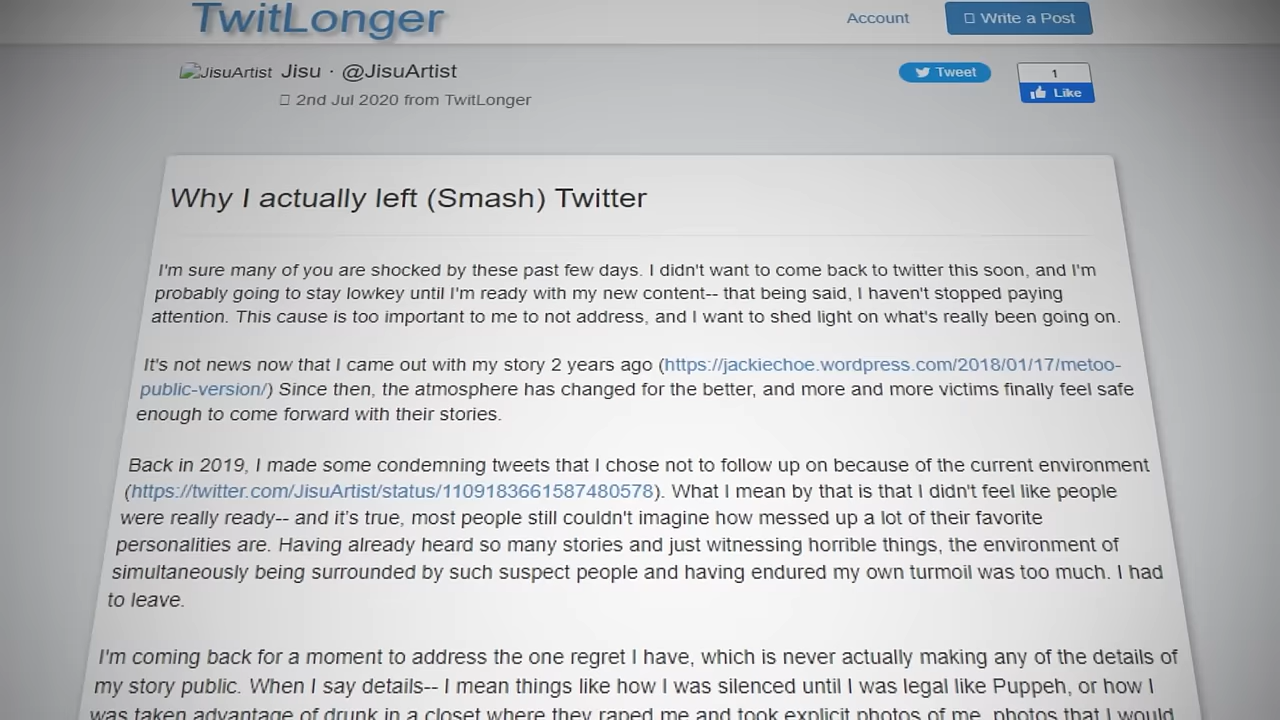 TwitLonger
Account
Write a Post
JisuArtist Jisu · @JisuArtist
2nd Jul 2020 from TwitLonger
Tweet
1
Like
Why I actually left (Smash) Twitter
I'm sure many of you are shocked by these past few days. I didn't want to come back to twitter this soon, and I'm
probably going to stay lowkey until I'm ready with my new content-- that being said, I haven't stopped paying
attention. This cause is too important to me to not address, and I want to shed light on what's really been going on.
It's not news now that I came out with my story 2 years ago (https://jackiechoe.wordpress.com/2018/01/17/metoo-
public-version/) Since then, the atmosphere has changed for the better, and more and more victims finally feel safe
enough to come forward with their stories.
Back in 2019, I made some condemning tweets that I chose not to follow up on because of the current environment
(https://twitter.com/JisuArtist/status/1109183661587480578). What I mean by that is that I didn't feel like people
were really ready-- and it’s true, most people still couldn't imagine how messed up a lot of their favorite
personalities are. Having already heard so many stories and just witnessing horrible things, the environment of
simultaneously being surrounded by such suspect people and having endured my own turmoil was too much. I had
to leave.
I'm coming back for a moment to address the one regret I have, which is never actually making any of the details of
my story public. When I say details-- I mean things like how I was silenced until I was legal like Puppeh, or how I
was taken advantage of drunk in a closet where they raped me and took explicit photos of me, photos that I would